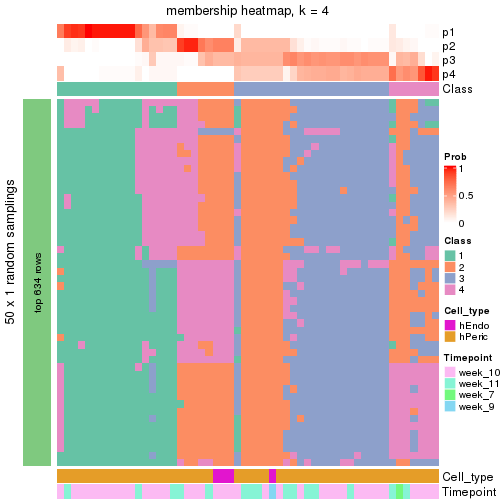 membership heatmap, k = 4
p1
p2
p3
p4
Class
50 x 1 random samplings
top 634 rows
Prob
1
0.5
0
Class
1
2
3
4
Cell_type
hEndo
hPeric
Timepoint
week_10
week_11
week_7
week_9
Cell_type
Timepoint